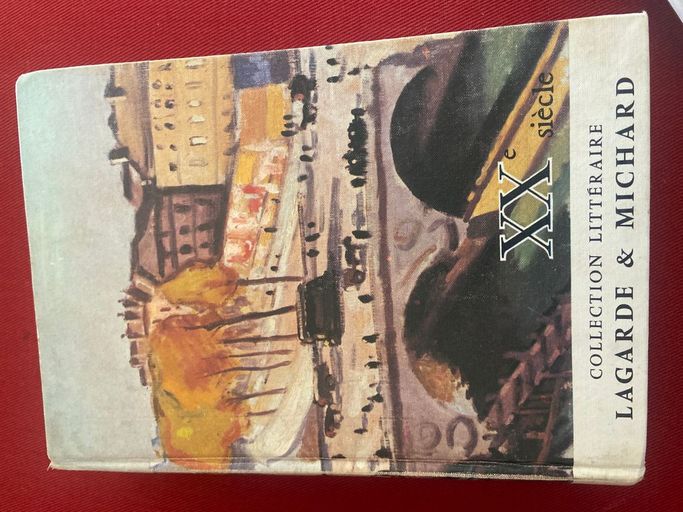 XXe
siècle
COLLECTION LITTÉRAIRE
LAGARDE & MICHARD